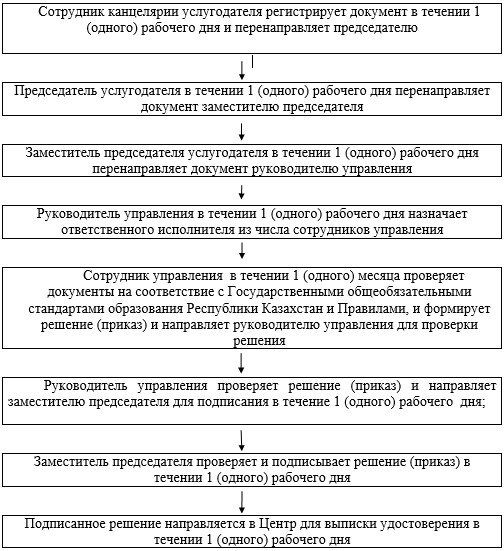 Сотрудник канцелярии услугодателя регистрирует документ в течении 1
(одного) рабочего дня и перенаправляет председателю
Председатель услугодателя в течении 1 (одного) рабочего дня перенаправляет
документ заместителю председателя
Заместитель председателя услугодателя в течении 1 (одного) рабочего дня
перенаправляет документ руководителю управления
Руководитель управления в течении 1 (одного) рабочего дня назначает
ответственного исполнителя из числа сотрудников управления
Сотрудник управления в течении 1 (одного) месяца проверяет
документы на соответствие с Государственными общеобязательными
стандартами образования Республики Казахстан и Правилами, и формирует
решение (приказ) и направляет руководителю управления для проверки
решения
Руководитель управления проверяет решение (приказ) и направляет
заместителю председателя для подписания в течение 1 (одного) рабочего дня;
Заместитель председателя проверяет и подписывает решение (приказ) в
течении 1 (одного) рабочего дня
Подписанное решение направляется в Центр для выписки удостоверения в
течении 1 (одного) рабочего дня